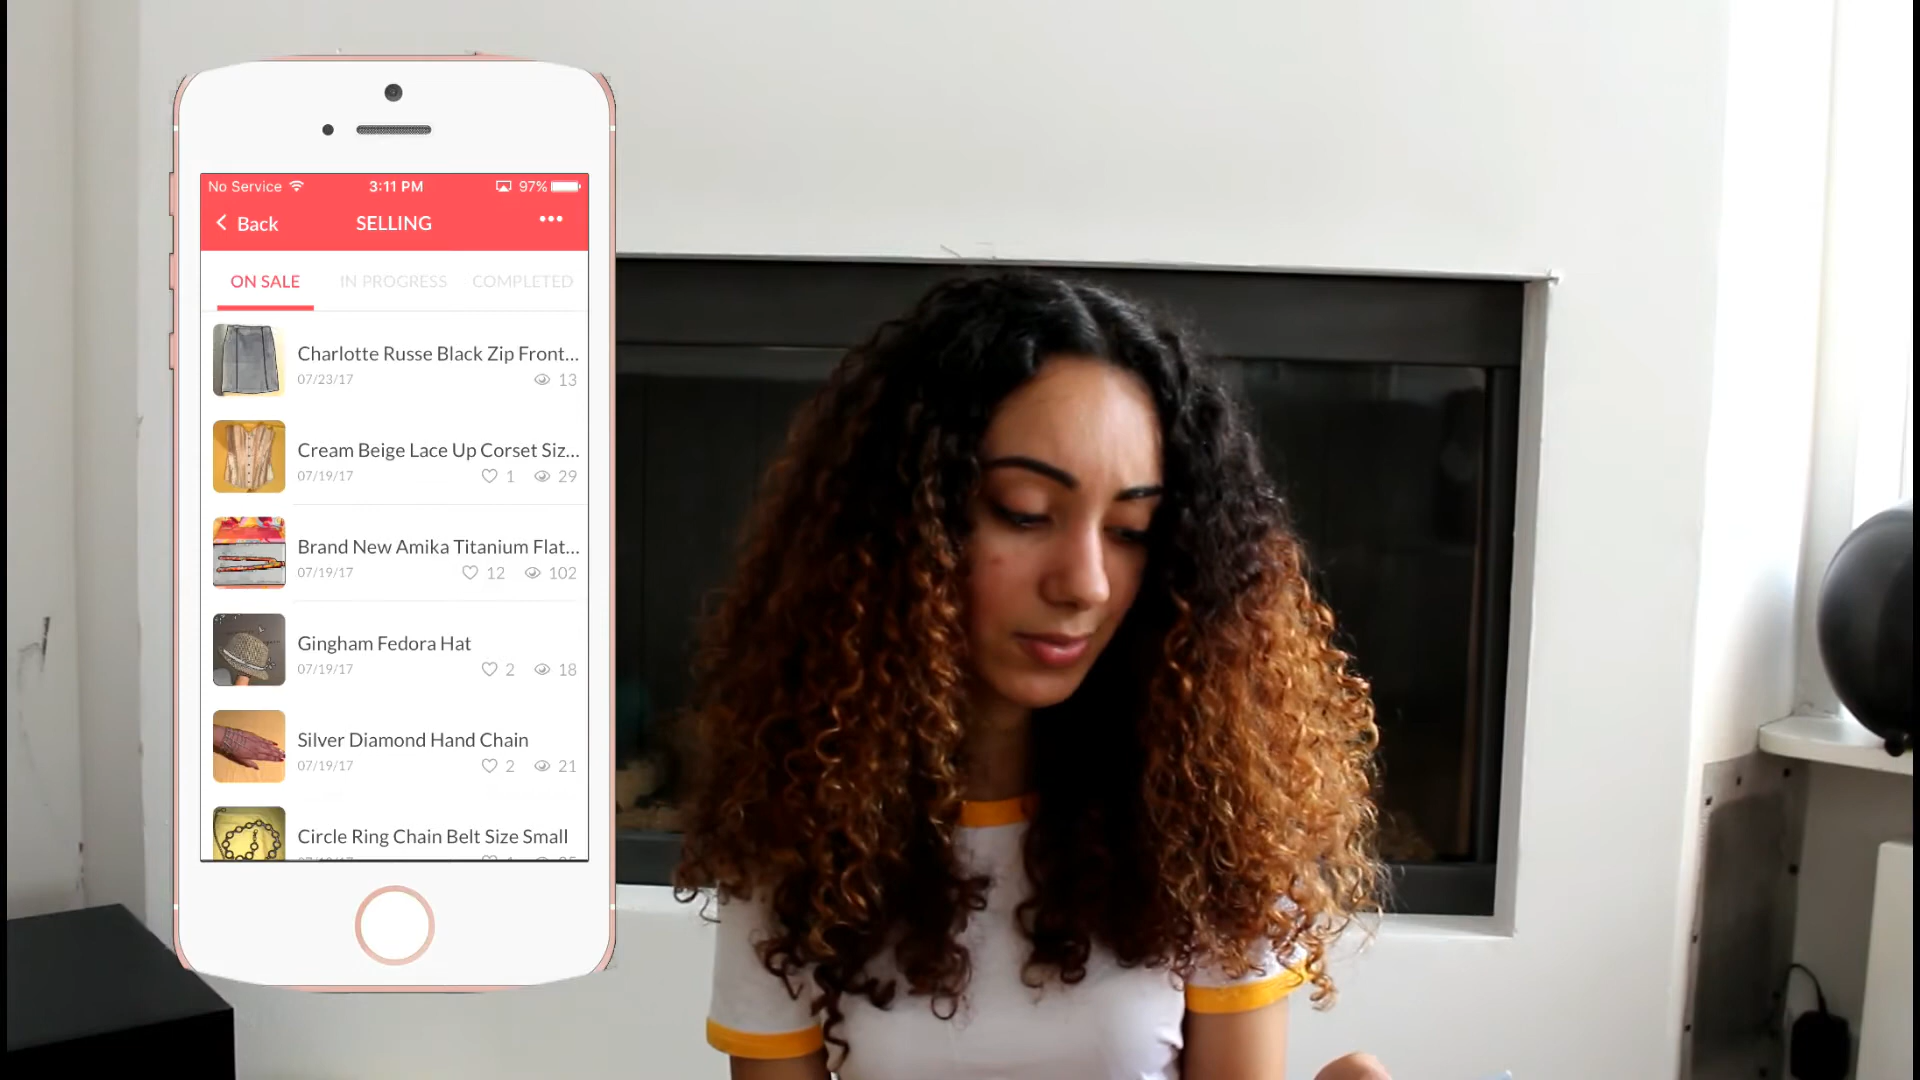 No Service 3:11 PM 97%
Back SELLING •••
ON SALE IN PROGRESS COMPLETED
Charlotte Russe Black Zip Front...
07/23/17 13
Cream Beige Lace Up Corset Siz...
07/19/17 1 29
Brand New Amika Titanium Flat...
07/19/17 12 102
Gingham Fedora Hat
07/19/17 2 18
Silver Diamond Hand Chain
07/19/17 2 21
Circle Ring Chain Belt Size Small